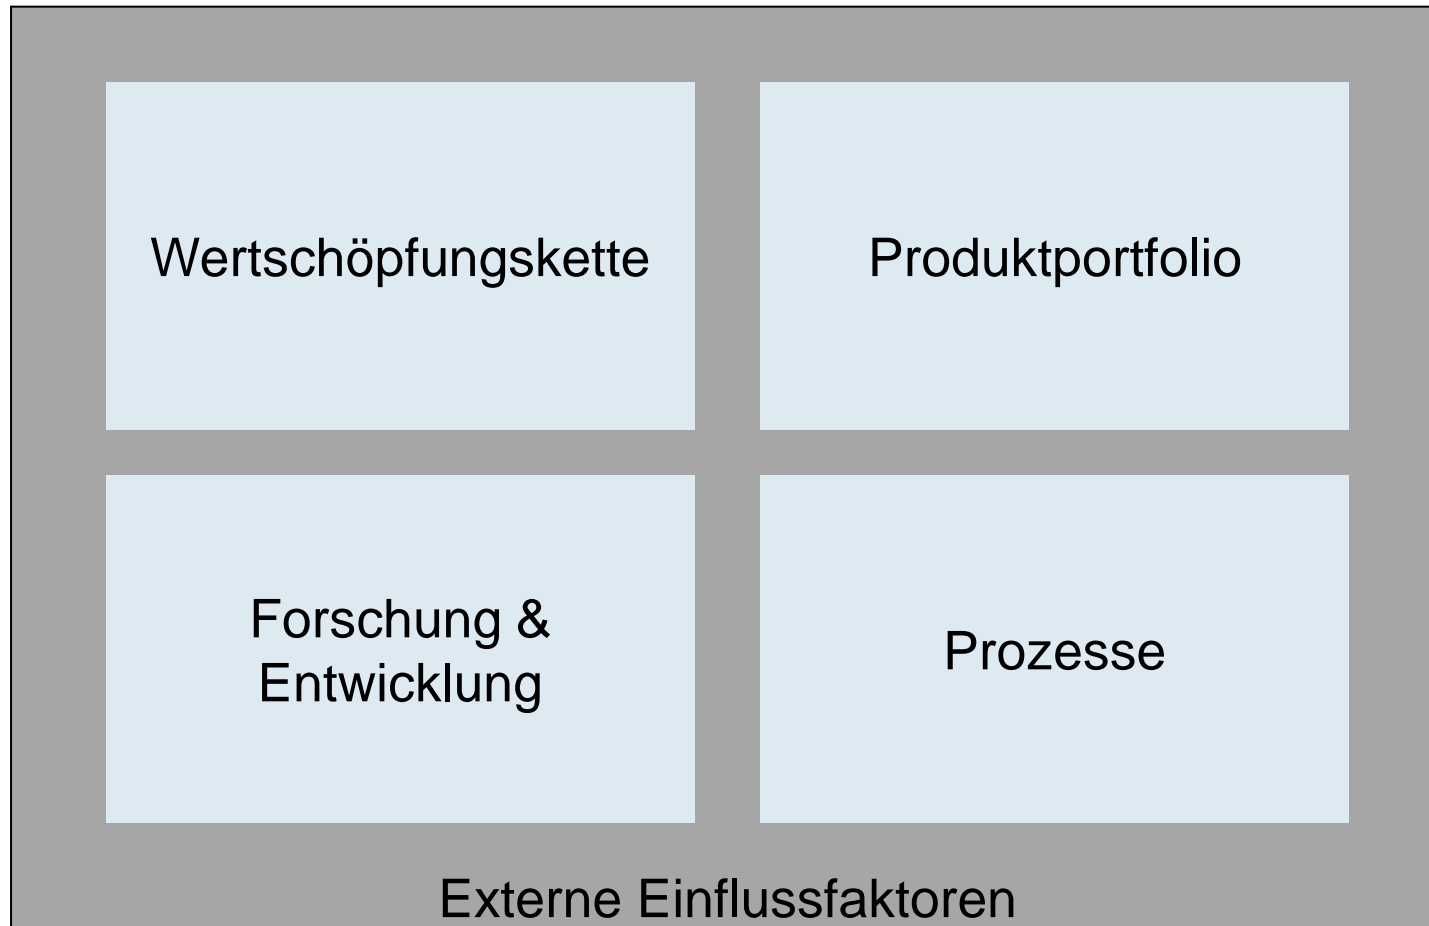 Wertschöpfungskette
Produktportfolio
Forschung &
Entwicklung
Prozesse
Externe Einflussfaktoren